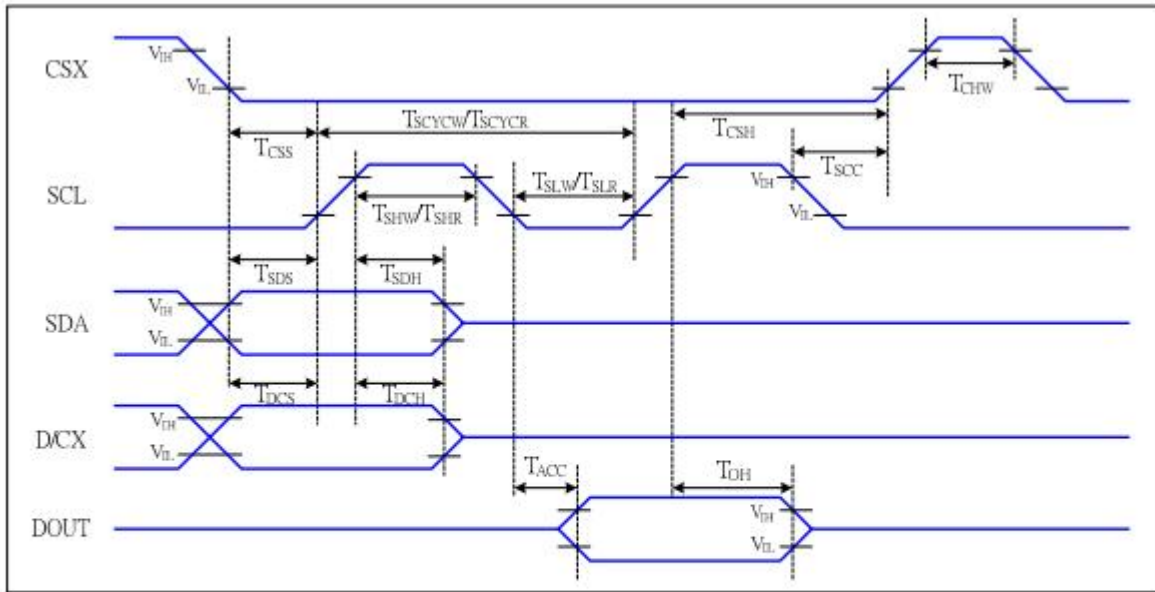 CSX
VIH
VIL
TCHW
TSCYCW/TSCYCR
TCSH
TCSS
TSCC
SCL
TSLW/TSLR
VIH
TSHW/TSHR
VIL
TSDS
TSDH
SDA
VIH
VIL
TDCS
TDCH
D/CX
VIH
VIL
TACC
TOH
DOUT
VIH
VIL